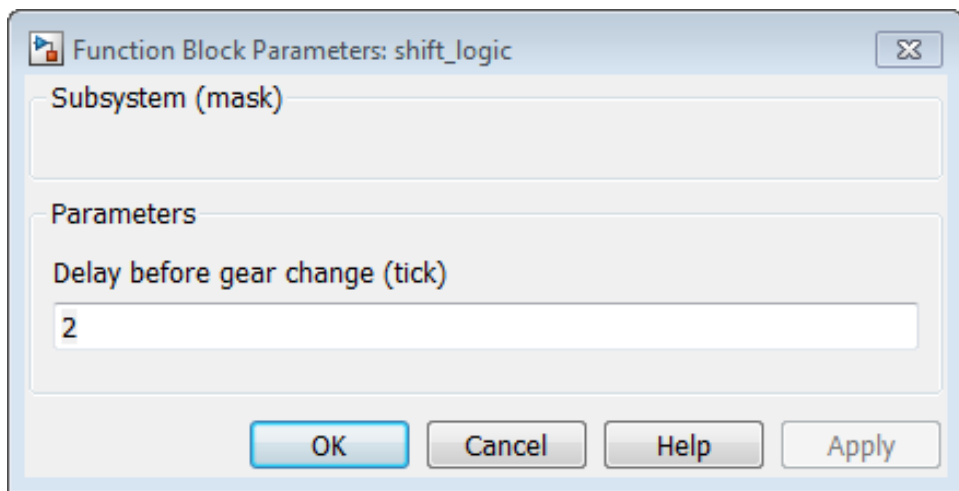 Function Block Parameters: shift_logic
Subsystem (mask)
Parameters
Delay before gear change (tick)
2
OK Cancel Help Apply